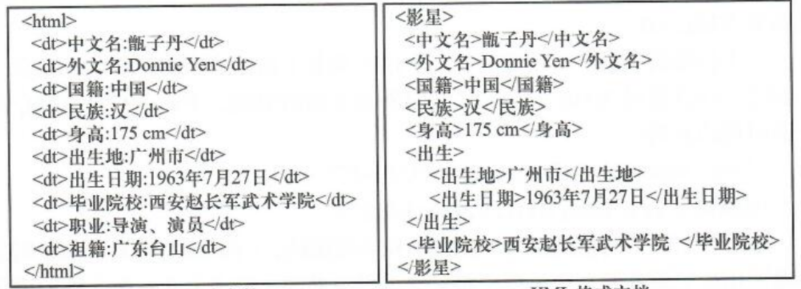 <html>
<dt>中文名:甑子丹</dt>
<dt>外文名:Donnie Yen</dt>
<dt>国籍:中国</dt>
<dt>民族:汉</dt>
<dt>身高:175 cm</dt>
<dt>出生地:广州市</dt>
<dt>出生日期:1963年7月27日</dt>
<dt>毕业院校:西安赵长军武术学院</dt>
<dt>职业:导演、演员</dt>
<dt>祖籍:广东台山</dt>
</html>
<影星>
<中文名>甑子丹</中文名>
<外文名>Donnie Yen</外文名>
<国籍>中国</国籍>
<民族>汉</民族>
<身高>175 cm</身高>
<出生>
<出生地>广州市</出生地>
<出生日期>1963年7月27日</出生日期>
</出生>
<毕业院校>西安赵长军武术学院 </毕业院校>
</影星>